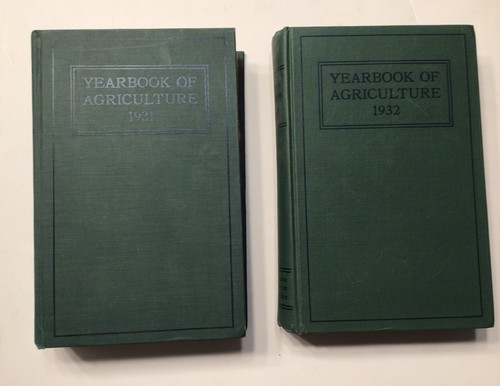 YEARBOOK OF
AGRICULTURE
1931
YEARBOOK OF
AGRICULTURE
1932